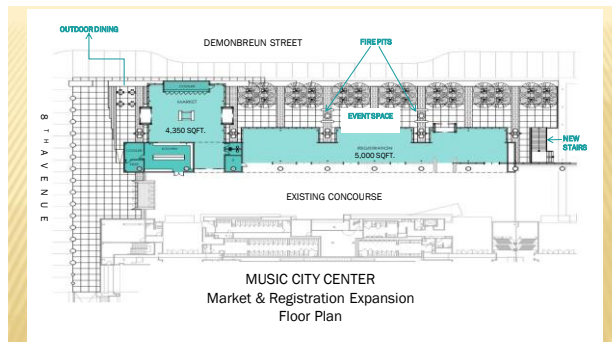 OUTDOOR DINING
DEMONBREUN STREET
FIRE PITS
MARKET
4,350 SQFT.
EVENT SPACE
REGISTRATION
5,000 SQFT.
NEW
STAIRS
8TH AVENUE
EXISTING CONCOURSE
MUSIC CITY CENTER
Market & Registration Expansion
Floor Plan